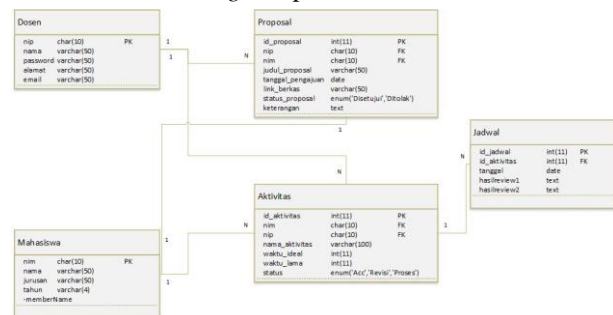 Dosen
nip char(10) PK
nama varchar(50)
password varchar(50)
alamat varchar(50)
email varchar(50)
1
1
N
Proposal
id_proposal int(11) PK
nip char(10) FK
nim char(10) FK
judul_proposal varchar(50)
tanggal_pengajuan date
link_berkas varchar(50)
status_proposal enum('Disetujui','Ditolak')
keterangan text
1
N
Jadwal
id_jadwal int(11) PK
id_aktivitas int(11) FK
tanggal date
hasilreview1 text
hasilreview2 text
N
1
Aktivitas
id_aktivitas int(11) PK
nim char(10) FK
nip char(10) FK
nama_aktivitas varchar(100)
waktu_ideal int(11)
waktu_lama int(11)
status enum('Acc','Revisi','Proses')
N
1
1
Mahasiswa
nim char(10) PK
nama varchar(50)
jurusan varchar(50)
tahun varchar(4)
-memberName